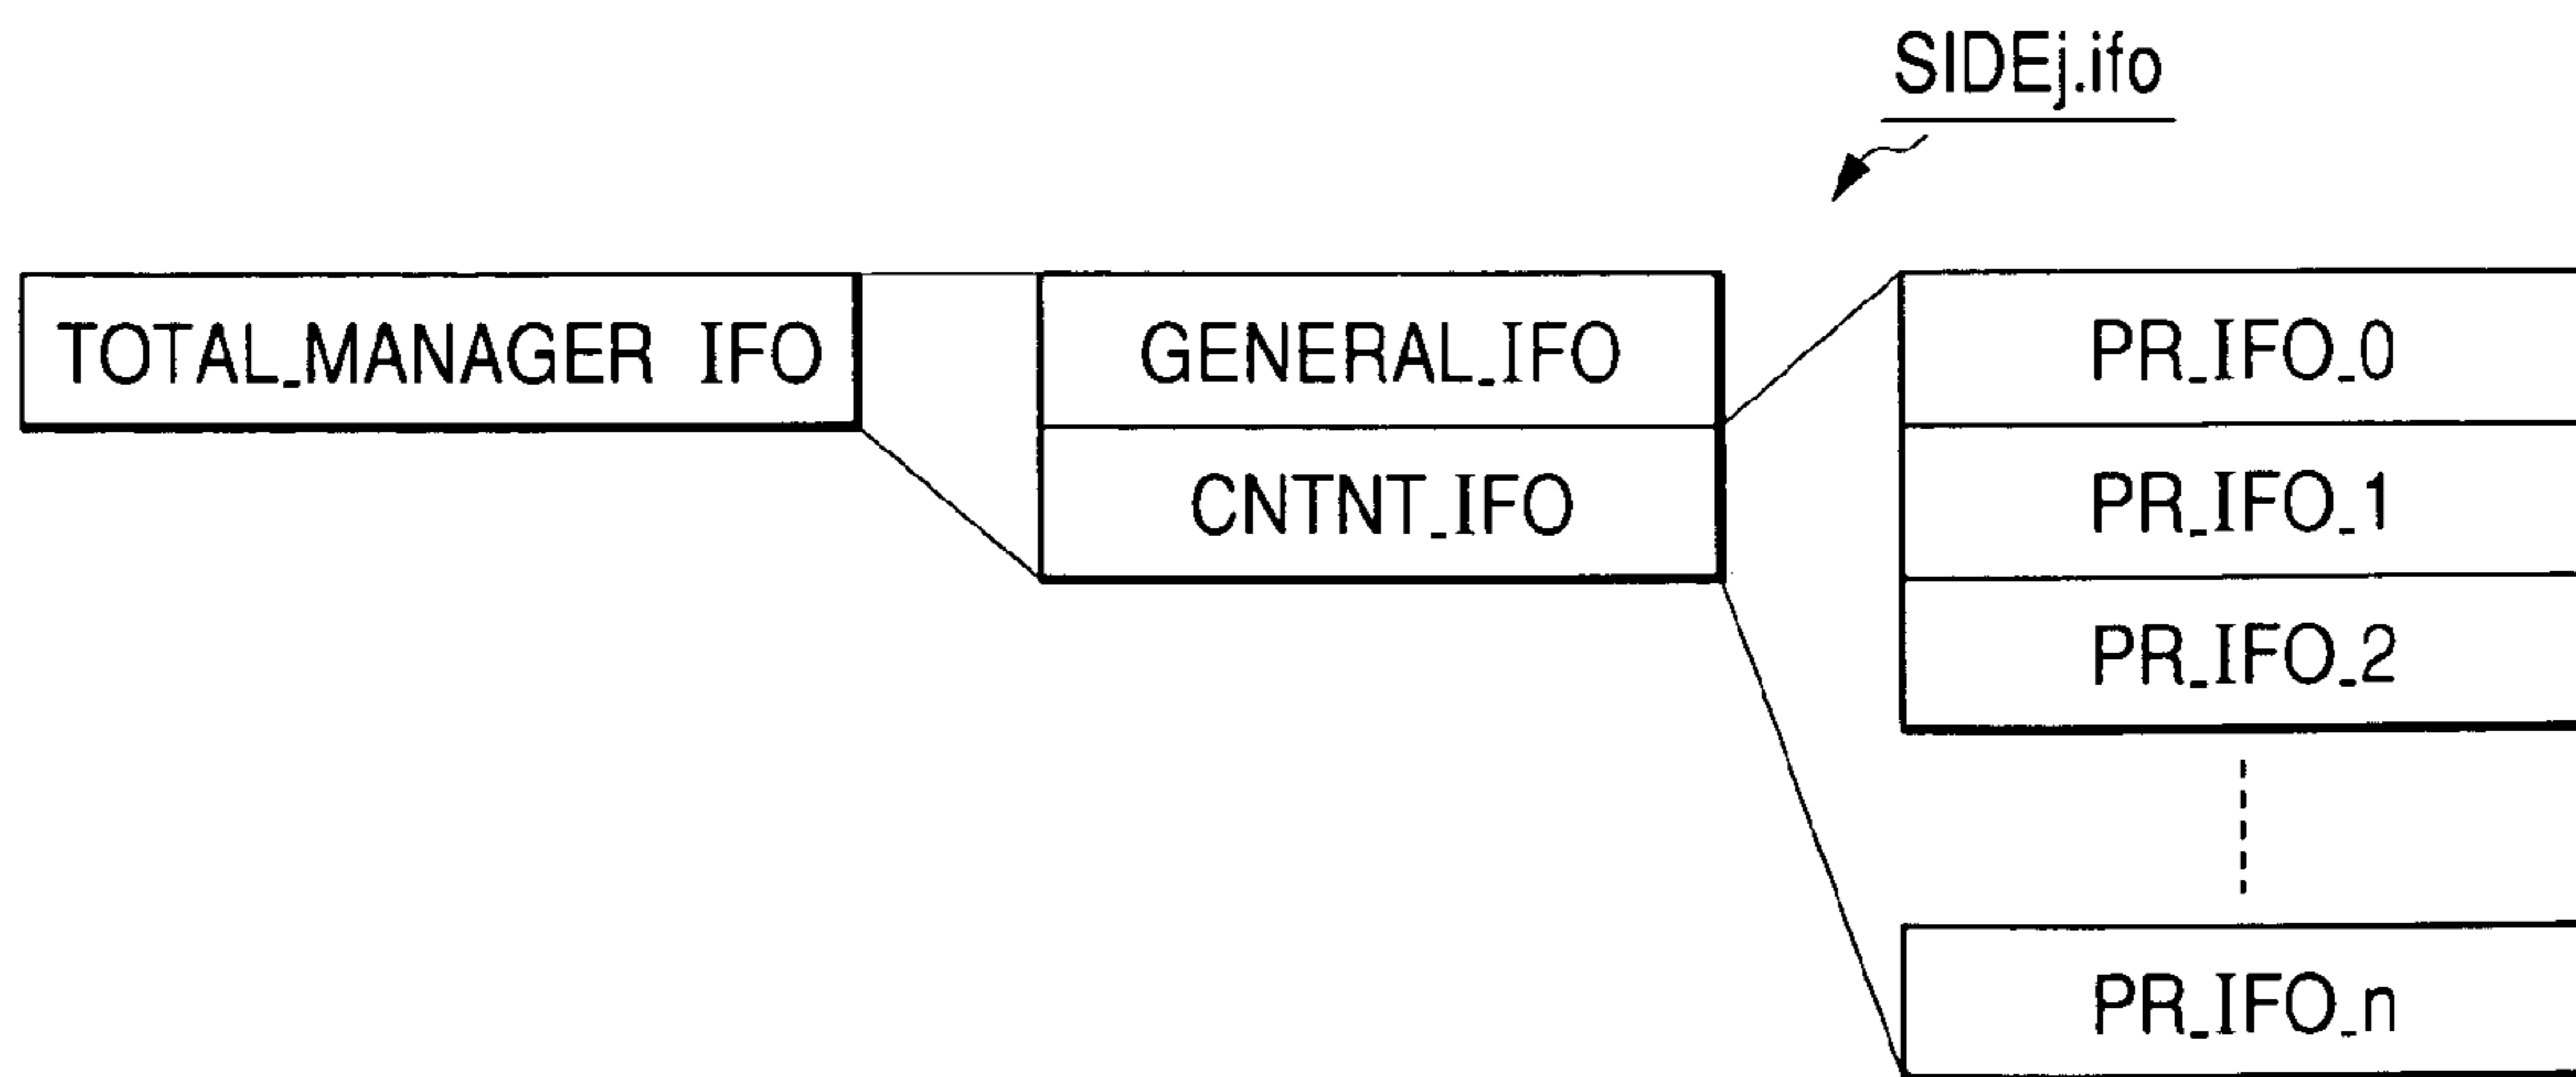 SIDEj.ifo
TOTAL_MANAGER IFO
GENERAL_IFO
CNTNT_IFO
PR_IFO_0
PR_IFO_1
PR_IFO_2
PR_IFO_n